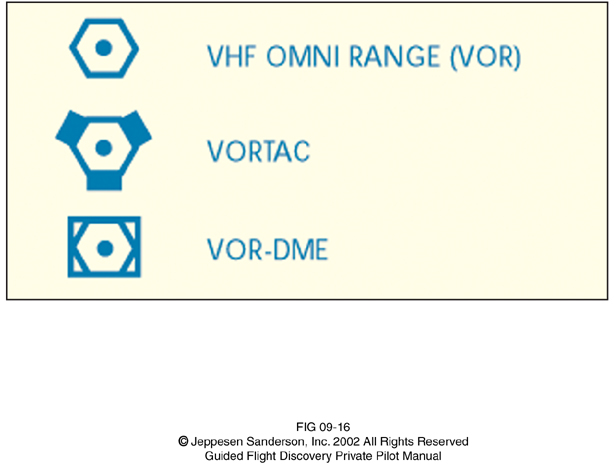 VHF OMNI RANGE (VOR)
VORTAC
VOR-DME
FIG 09-16
© Jeppesen Sanderson, Inc. 2002 All Rights Reserved
Guided Flight Discovery Private Pilot Manual